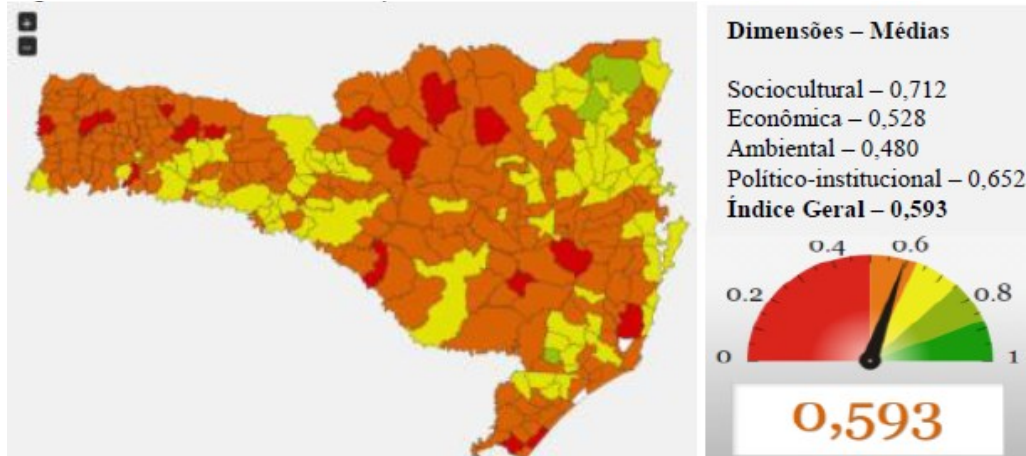 +
-
Dimensões – Médias
Sociocultural – 0,712
Econômica – 0,528
Ambiental – 0,480
Político-institucional – 0,652
Índice Geral – 0,593
0.4 0.6
0.2 0.8
0 1
0,593